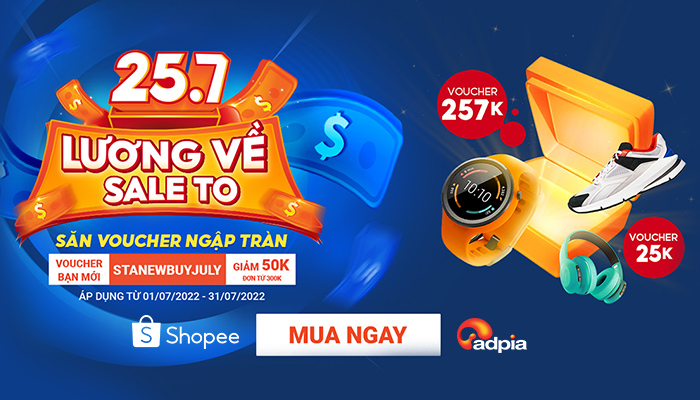 25.7
LƯƠNG VỀ
SALE TO
SĂN VOUCHER NGẬP TRÀN
VOUCHER
BẠN MỚI
STANEWBUYJULY
GIẢM 50K
ĐƠN TỪ 300K
ÁP DỤNG TỪ 01/07/2022 - 31/07/2022
VOUCHER
257K
10:10
VOUCHER
25K
Shopee
MUA NGAY
adpia